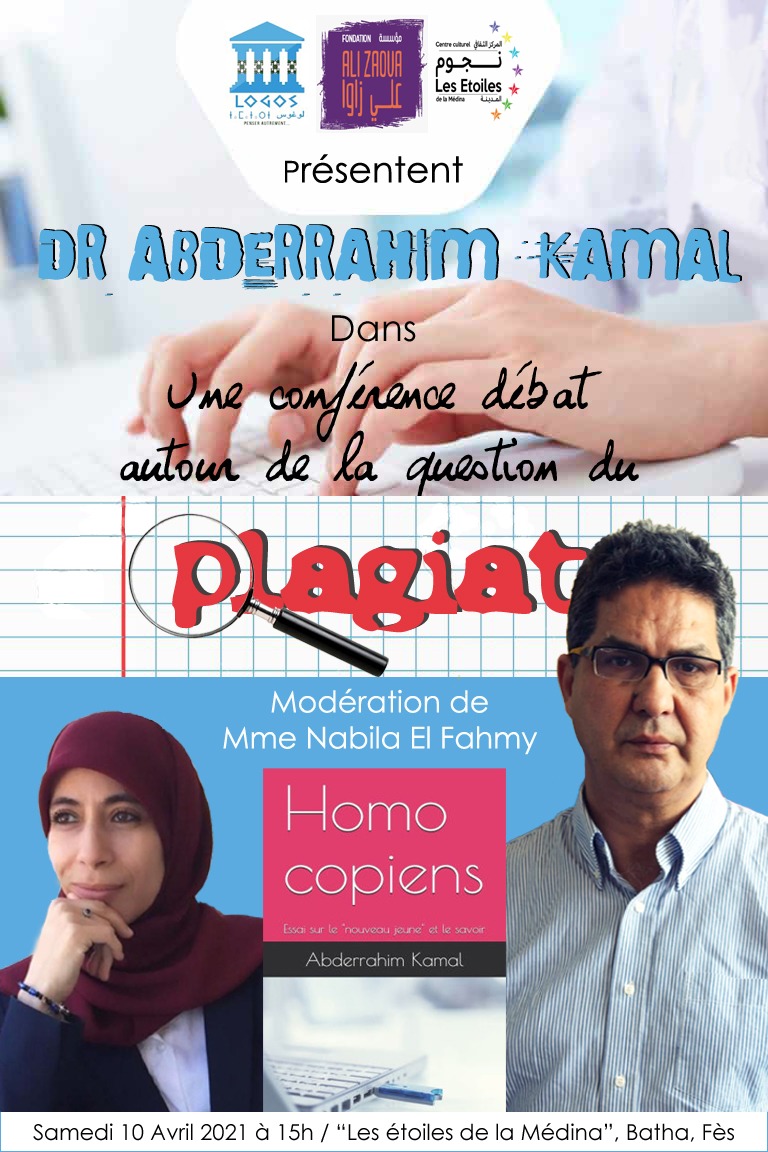 LOGOS
ⵍⵓⴳⵓⵙ لوغوس
PENSER AUTREMENT...
FONDATION مؤسسة
ALI ZAOUA
علي زاوا
Centre culturel المركز الثقافي
نجوم
Les Etoiles
de la Médina المدينة
Présentent
DR ABDERRAHIM KAMAL
Dans
Une conférence débat
autour de la question du
plagiat
Modération de
Mme Nabila El Fahmy
Homo
copiens
Essai sur le "nouveau jeune" et le savoir
Abderrahim Kamal
Samedi 10 Avril 2021 à 15h / “Les étoiles de la Médina”, Batha, Fès